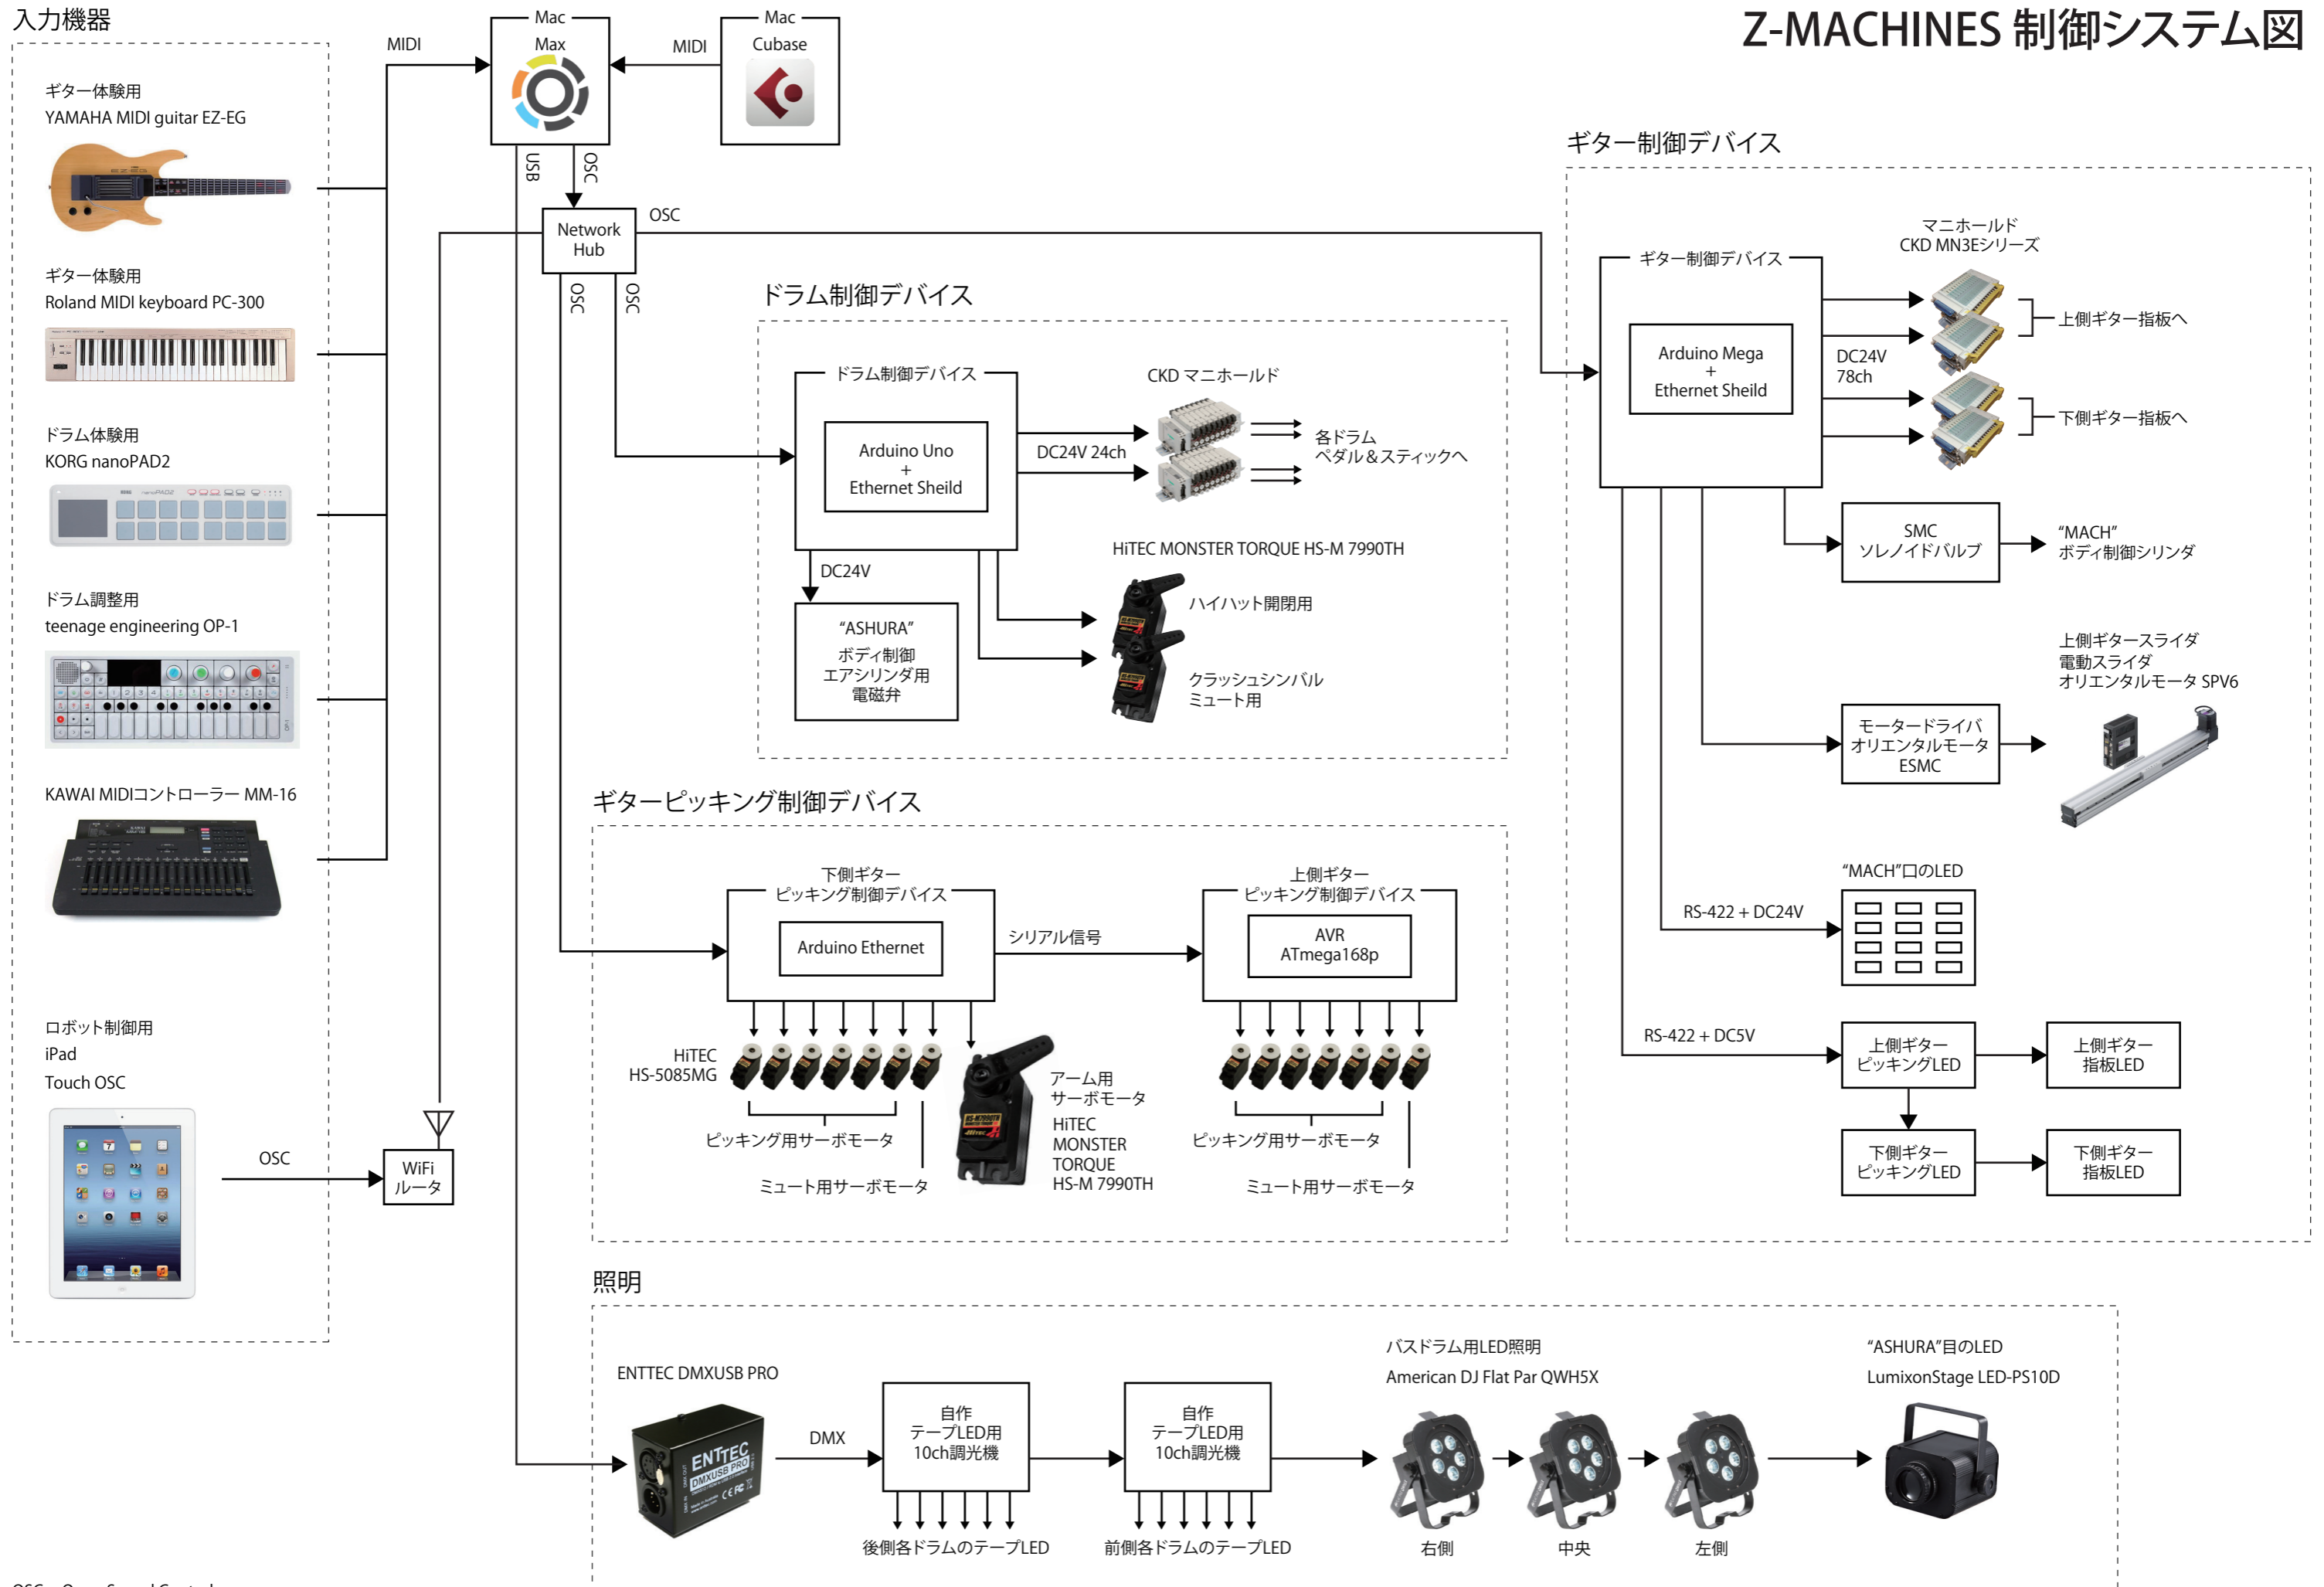 Z-MACHINES 制御システム図
入力機器
ギター体験用
YAMAHA MIDI guitar EZ-EG
ギター体験用
Roland MIDI keyboard PC-300
ドラム体験用
KORG nanoPAD2
ドラム調整用
teenage engineering OP-1
KAWAI MIDIコントローラー MM-16
ロボット制御用
iPad
Touch OSC
OSC
WiFi
ルータ
MIDI
Mac
Max
MIDI
Mac
Cubase
USB
OSC
Network
Hub
OSC
OSC
OSC
ドラム制御デバイス
ドラム制御デバイス
Arduino Uno
+
Ethernet Sheild
CKD マニホールド
DC24V 24ch
各ドラム
ペダル＆スティックへ
DC24V
“ASHURA”
ボディ制御
エアシリンダ用
電磁弁
HiTEC MONSTER TORQUE HS-M 7990TH
ハイハット開閉用
クラッシュシンバル
ミュート用
ギターピッキング制御デバイス
下側ギター
ピッキング制御デバイス
Arduino Ethernet
シリアル信号
上側ギター
ピッキング制御デバイス
AVR
ATmega168p
HiTEC
HS-5085MG
ピッキング用サーボモータ
ミュート用サーボモータ
HS-M7990TH
アーム用
サーボモータ
HiTEC
MONSTER
TORQUE
HS-M 7990TH
ピッキング用サーボモータ
ミュート用サーボモータ
ギター制御デバイス
ギター制御デバイス
Arduino Mega
+
Ethernet Sheild
マニホールド
CKD MN3Eシリーズ
DC24V
78ch
上側ギター指板へ
下側ギター指板へ
SMC
ソレノイドバルブ
“MACH”
ボディ制御シリンダ
上側ギタースライダ
電動スライダ
オリエンタルモータ SPV6
モータードライバ
オリエンタルモータ
ESMC
“MACH”口のLED
RS-422 + DC24V
RS-422 + DC5V
上側ギター
ピッキングLED
上側ギター
指板LED
下側ギター
ピッキングLED
下側ギター
指板LED
照明
ENTTEC DMXUSB PRO
ENTTEC
DMXUSB PRO
DMX
自作
テープLED用
10ch調光機
後側各ドラムのテープLED
自作
テープLED用
10ch調光機
前側各ドラムのテープLED
バスドラム用LED照明
American DJ Flat Par QWH5X
右側
中央
左側
“ASHURA”目のLED
LumixonStage LED-PS10D